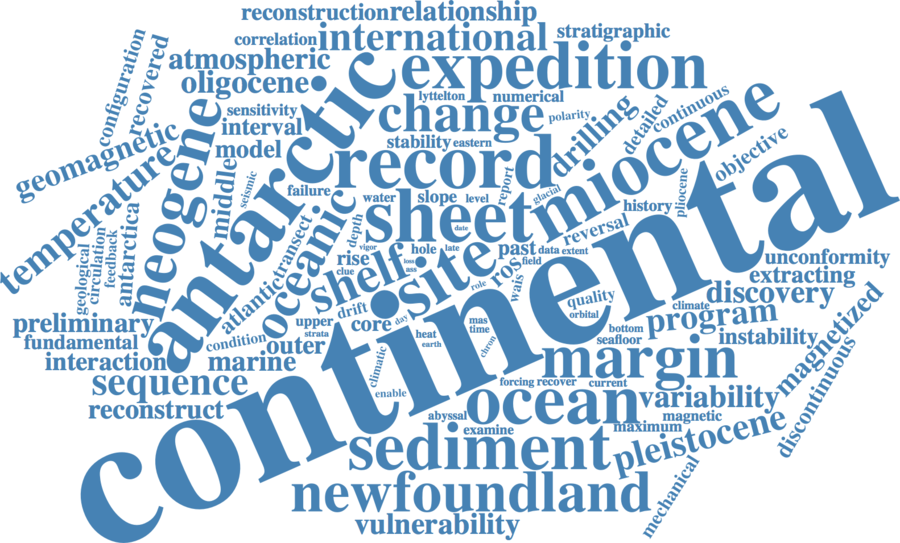 reconstruction
relationship
correlation
international
stratigraphic
atmospheric
expedition
configuration
recovered
oligocene
antarctic
lyttelton
numerical
sensitivity
change
polarity
drilling
detailed
continuous
interval
geomagnetic
neogene
stability
eastern
model
record
miocene
objective
temperature
middle
seismic
failure
water
slope
level
report
glacial
history
pliocene
sheet
date
reversal
antarctica
feedback
circulation
geological
transect
atlantic
oceanic
depth
vigor
rise
clue
shelf
loss
ass
hole
late
site
ross
past
data
extent
field
wais
role
unconformity
extracting
continental
preliminary
fundamental
interaction
condition
upper
strata
drift
core
day
heat
earth
mas
time
chron
quality
orbital
climate
discovery
program
bottom
seafloor
instability
magnetized
discontinuous
outer
marine
sequence
reconstruct
climatic
enable
margin
forcing
recover
current
ocean
variability
magnetic
maximum
abyssal
examine
sediment
pleistocene
mechanical
newfoundland
vulnerability